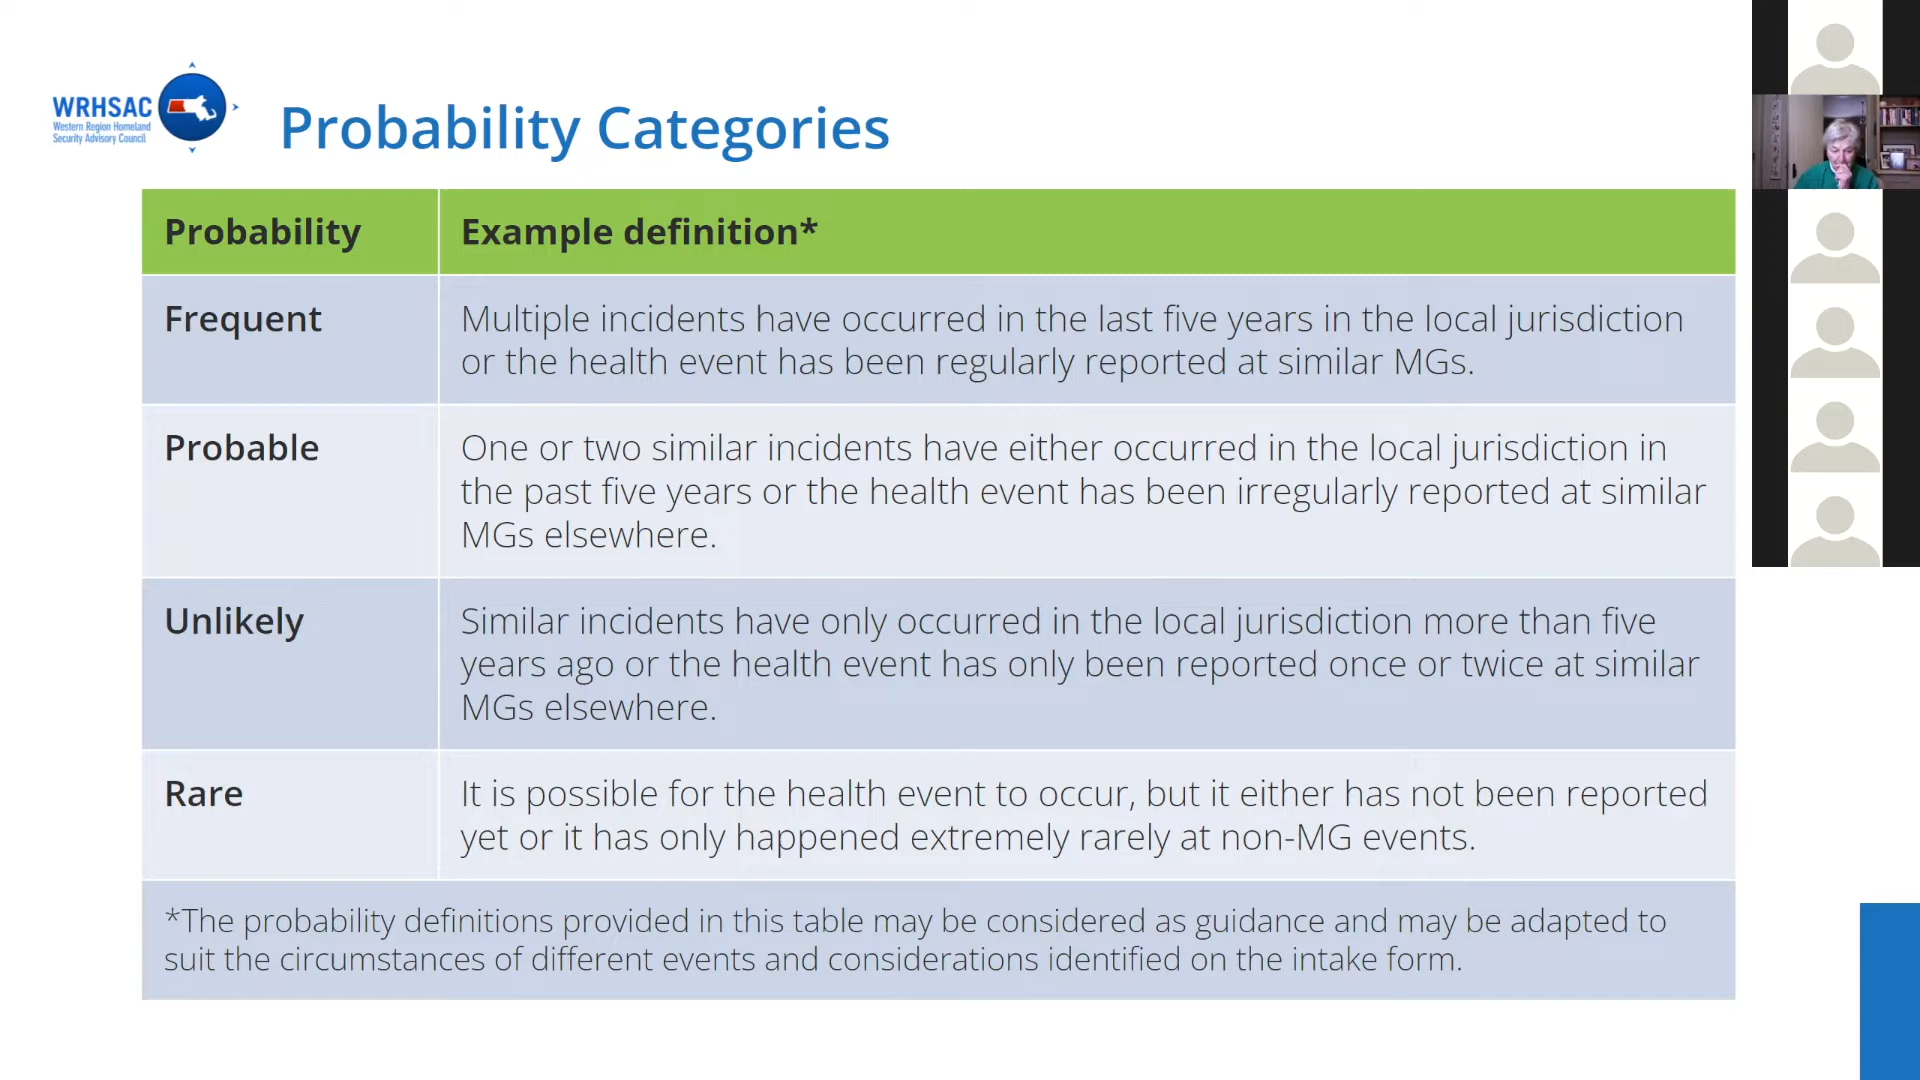 WRHSAC
Western Region Homeland
Security Advisory Council
Probability Categories
Probability
Example definition*
Frequent
Multiple incidents have occurred in the last five years in the local jurisdiction
or the health event has been regularly reported at similar MGs.
Probable
One or two similar incidents have either occurred in the local jurisdiction in
the past five years or the health event has been irregularly reported at similar
MGs elsewhere.
Unlikely
Similar incidents have only occurred in the local jurisdiction more than five
years ago or the health event has only been reported once or twice at similar
MGs elsewhere.
Rare
It is possible for the health event to occur, but it either has not been reported
yet or it has only happened extremely rarely at non-MG events.
*The probability definitions provided in this table may be considered as guidance and may be adapted to
suit the circumstances of different events and considerations identified on the intake form.